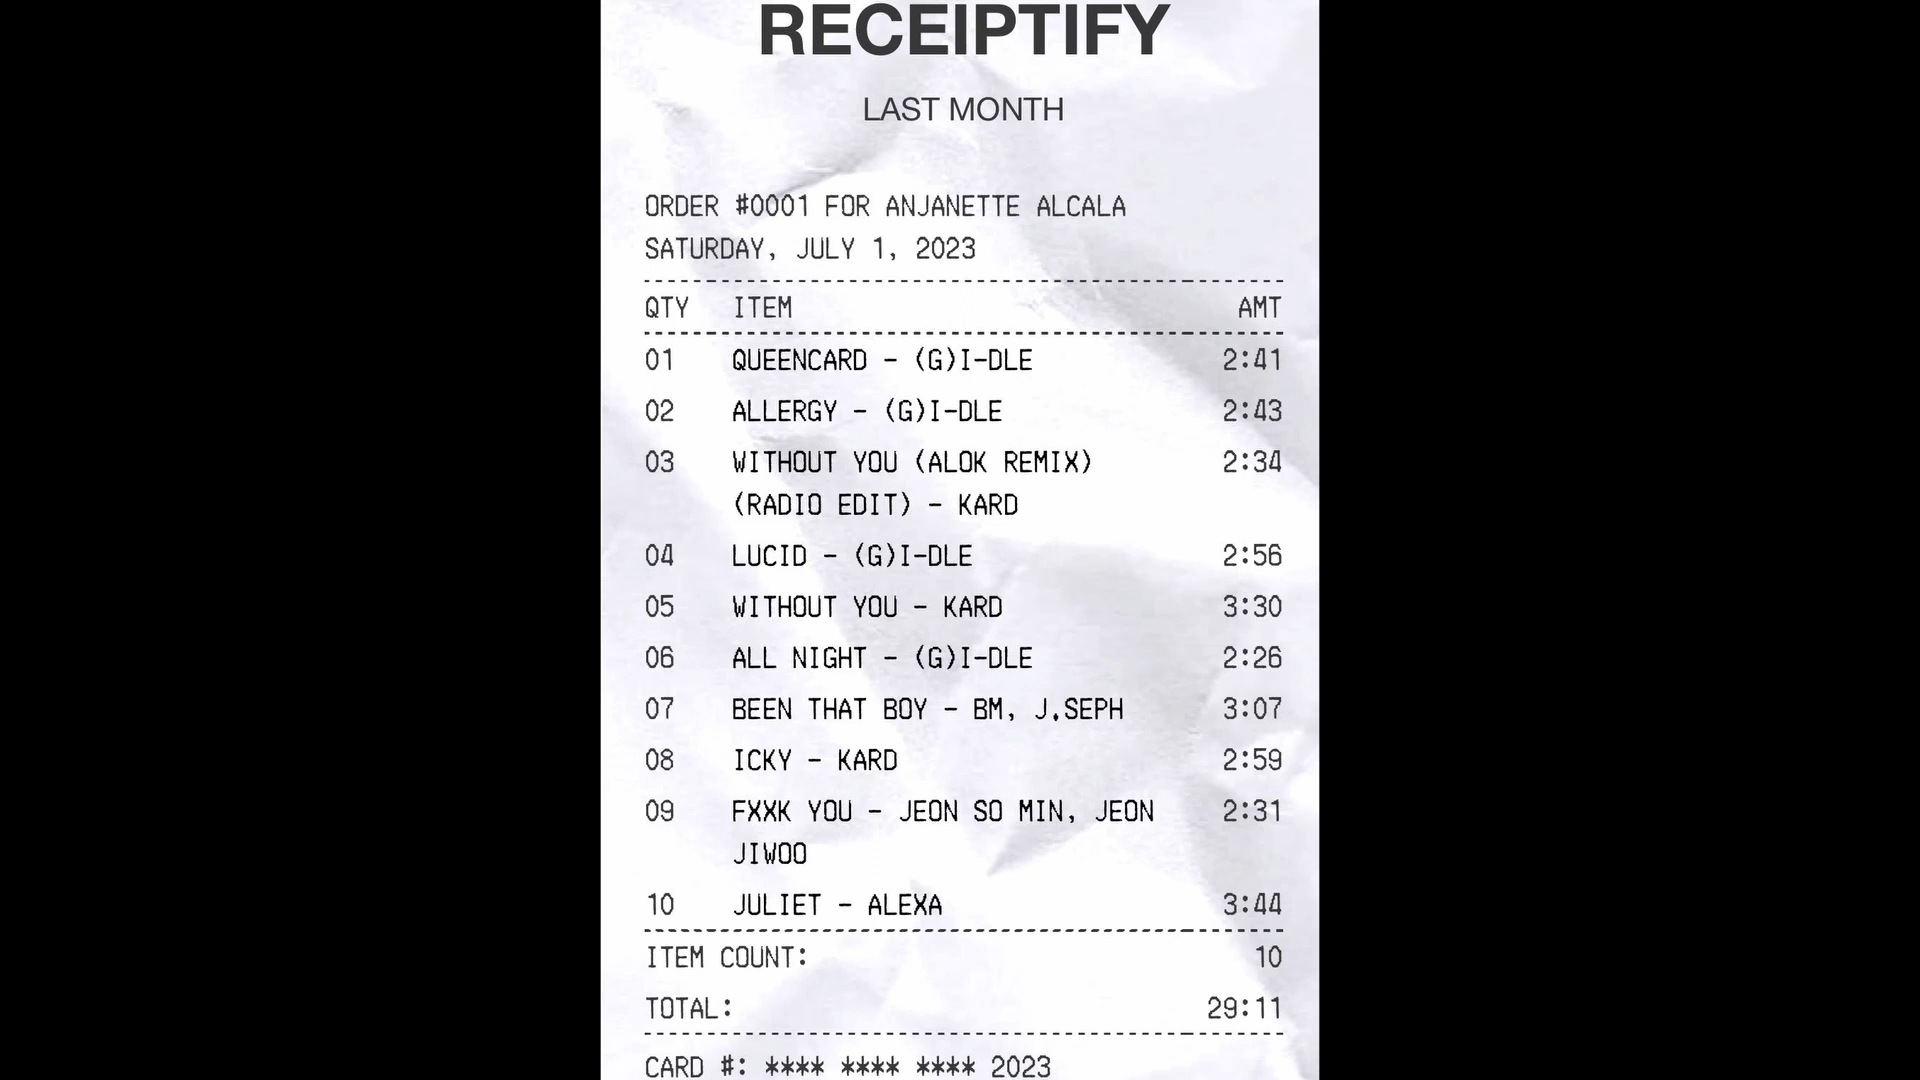 RECEIPTIFY
LAST MONTH
ORDER #0001 FOR ANJANETTE ALCALA
SATURDAY, JULY 1, 2023
QTY ITEM AMT
01 QUEENCARD - (G)I-DLE 2:41
02 ALLERGY - (G)I-DLE 2:43
03 WITHOUT YOU (ALOK REMIX) 2:34
(RADIO EDIT) - KARD
04 LUCID - (G)I-DLE 2:56
05 WITHOUT YOU - KARD 3:30
06 ALL NIGHT - (G)I-DLE 2:26
07 BEEN THAT BOY - BM, J.SEPH 3:07
08 ICKY - KARD 2:59
09 FXXK YOU - JEON SO MIN, JEON 2:31
JIWOO
10 JULIET - ALEXA 3:44
ITEM COUNT: 10
TOTAL: 29:11
CARD #: **** **** **** 2023